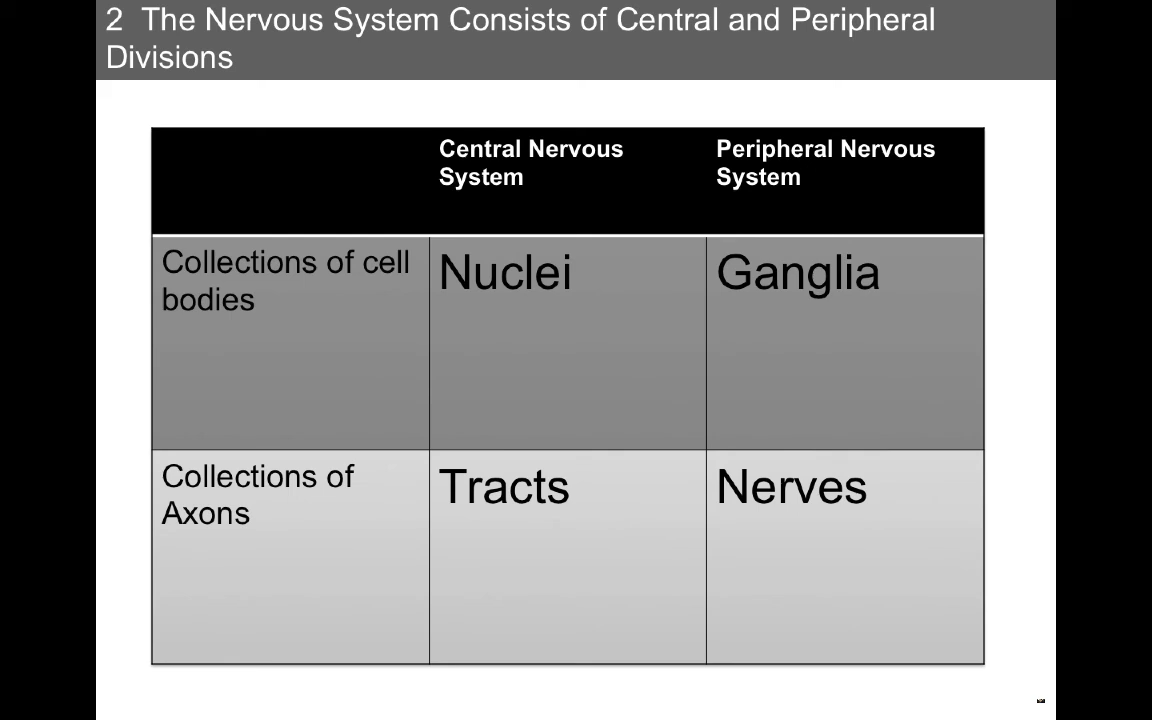 2  The Nervous System Consists of Central and Peripheral
Divisions
Central Nervous
System
Peripheral Nervous
System
Collections of cell
bodies
Nuclei
Ganglia
Collections of
Axons
Tracts
Nerves